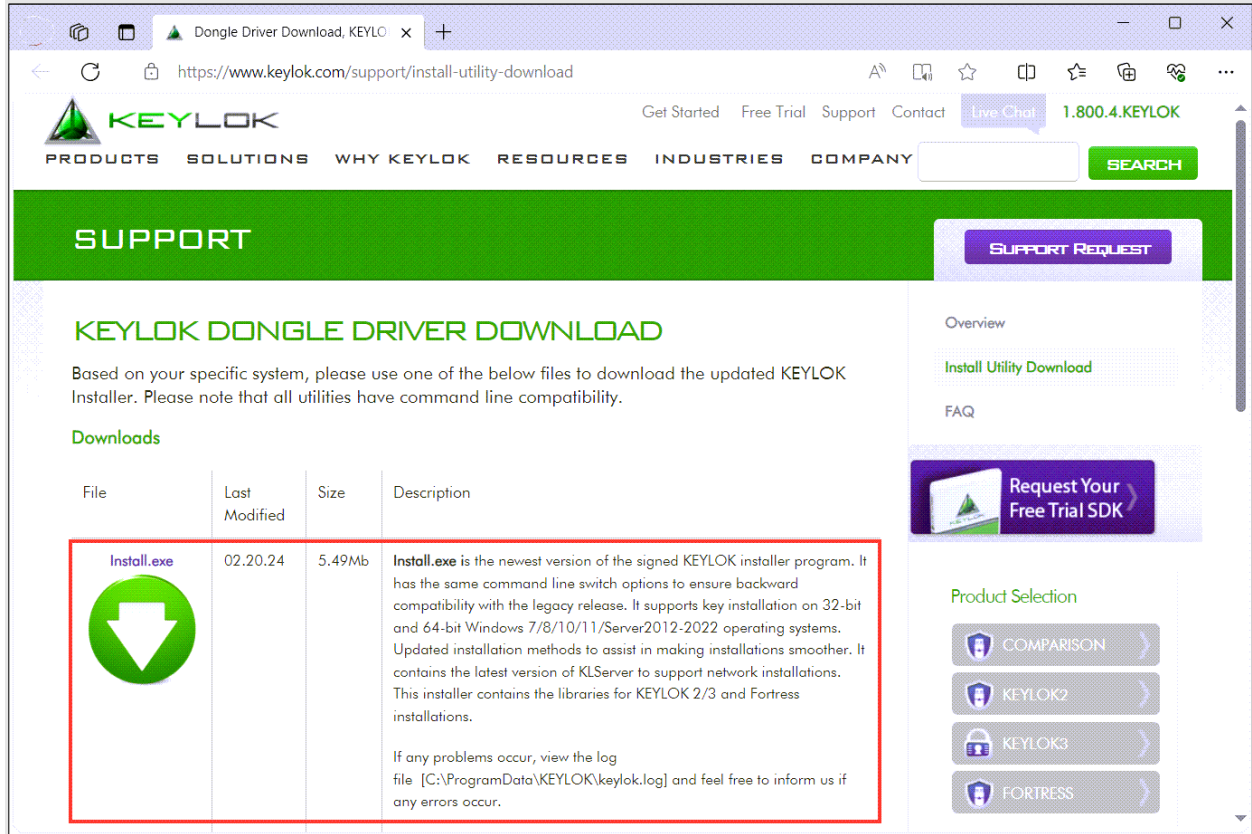 Dongle Driver Download, KEYLO
https://www.keylok.com/support/install-utility-download
KEYLOK
Get Started Free Trial Support Contact Live Chat 1.800.4.KEYLOK
PRODUCTS SOLUTIONS WHY KEYLOK RESOURCES INDUSTRIES COMPANY SEARCH
SUPPORT
SUPPORT REQUEST
KEYLOK DONGLE DRIVER DOWNLOAD
Based on your specific system, please use one of the below files to download the updated KEYLOK
Installer. Please note that all utilities have command line compatibility.
Downloads
File Last Modified Size Description
Install.exe 02.20.24 5.49Mb
Install.exe is the newest version of the signed KEYLOK installer program. It
has the same command line switch options to ensure backward
compatibility with the legacy release. It supports key installation on 32-bit
and 64-bit Windows 7/8/10/11/Server2012-2022 operating systems.
Updated installation methods to assist in making installations smoother. It
contains the latest version of KLServer to support network installations.
This installer contains the libraries for KEYLOK 2/3 and Fortress
installations.
If any problems occur, view the log
file [C:\ProgramData\KEYLOK\keylok.log] and feel free to inform us if
any errors occur.
Overview
Install Utility Download
FAQ
Request Your
Free Trial SDK
Product Selection
COMPARISON
KEYLOK2
KEYLOK3
FORTRESS